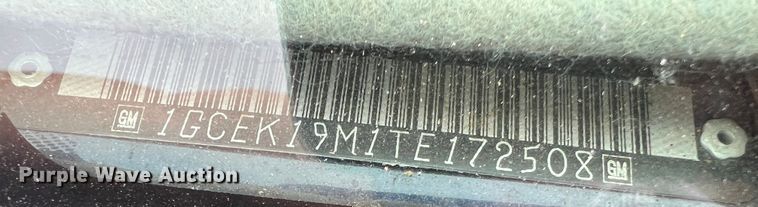 GM 1GCEK19M1TE172508 GM
Purple Wave Auction